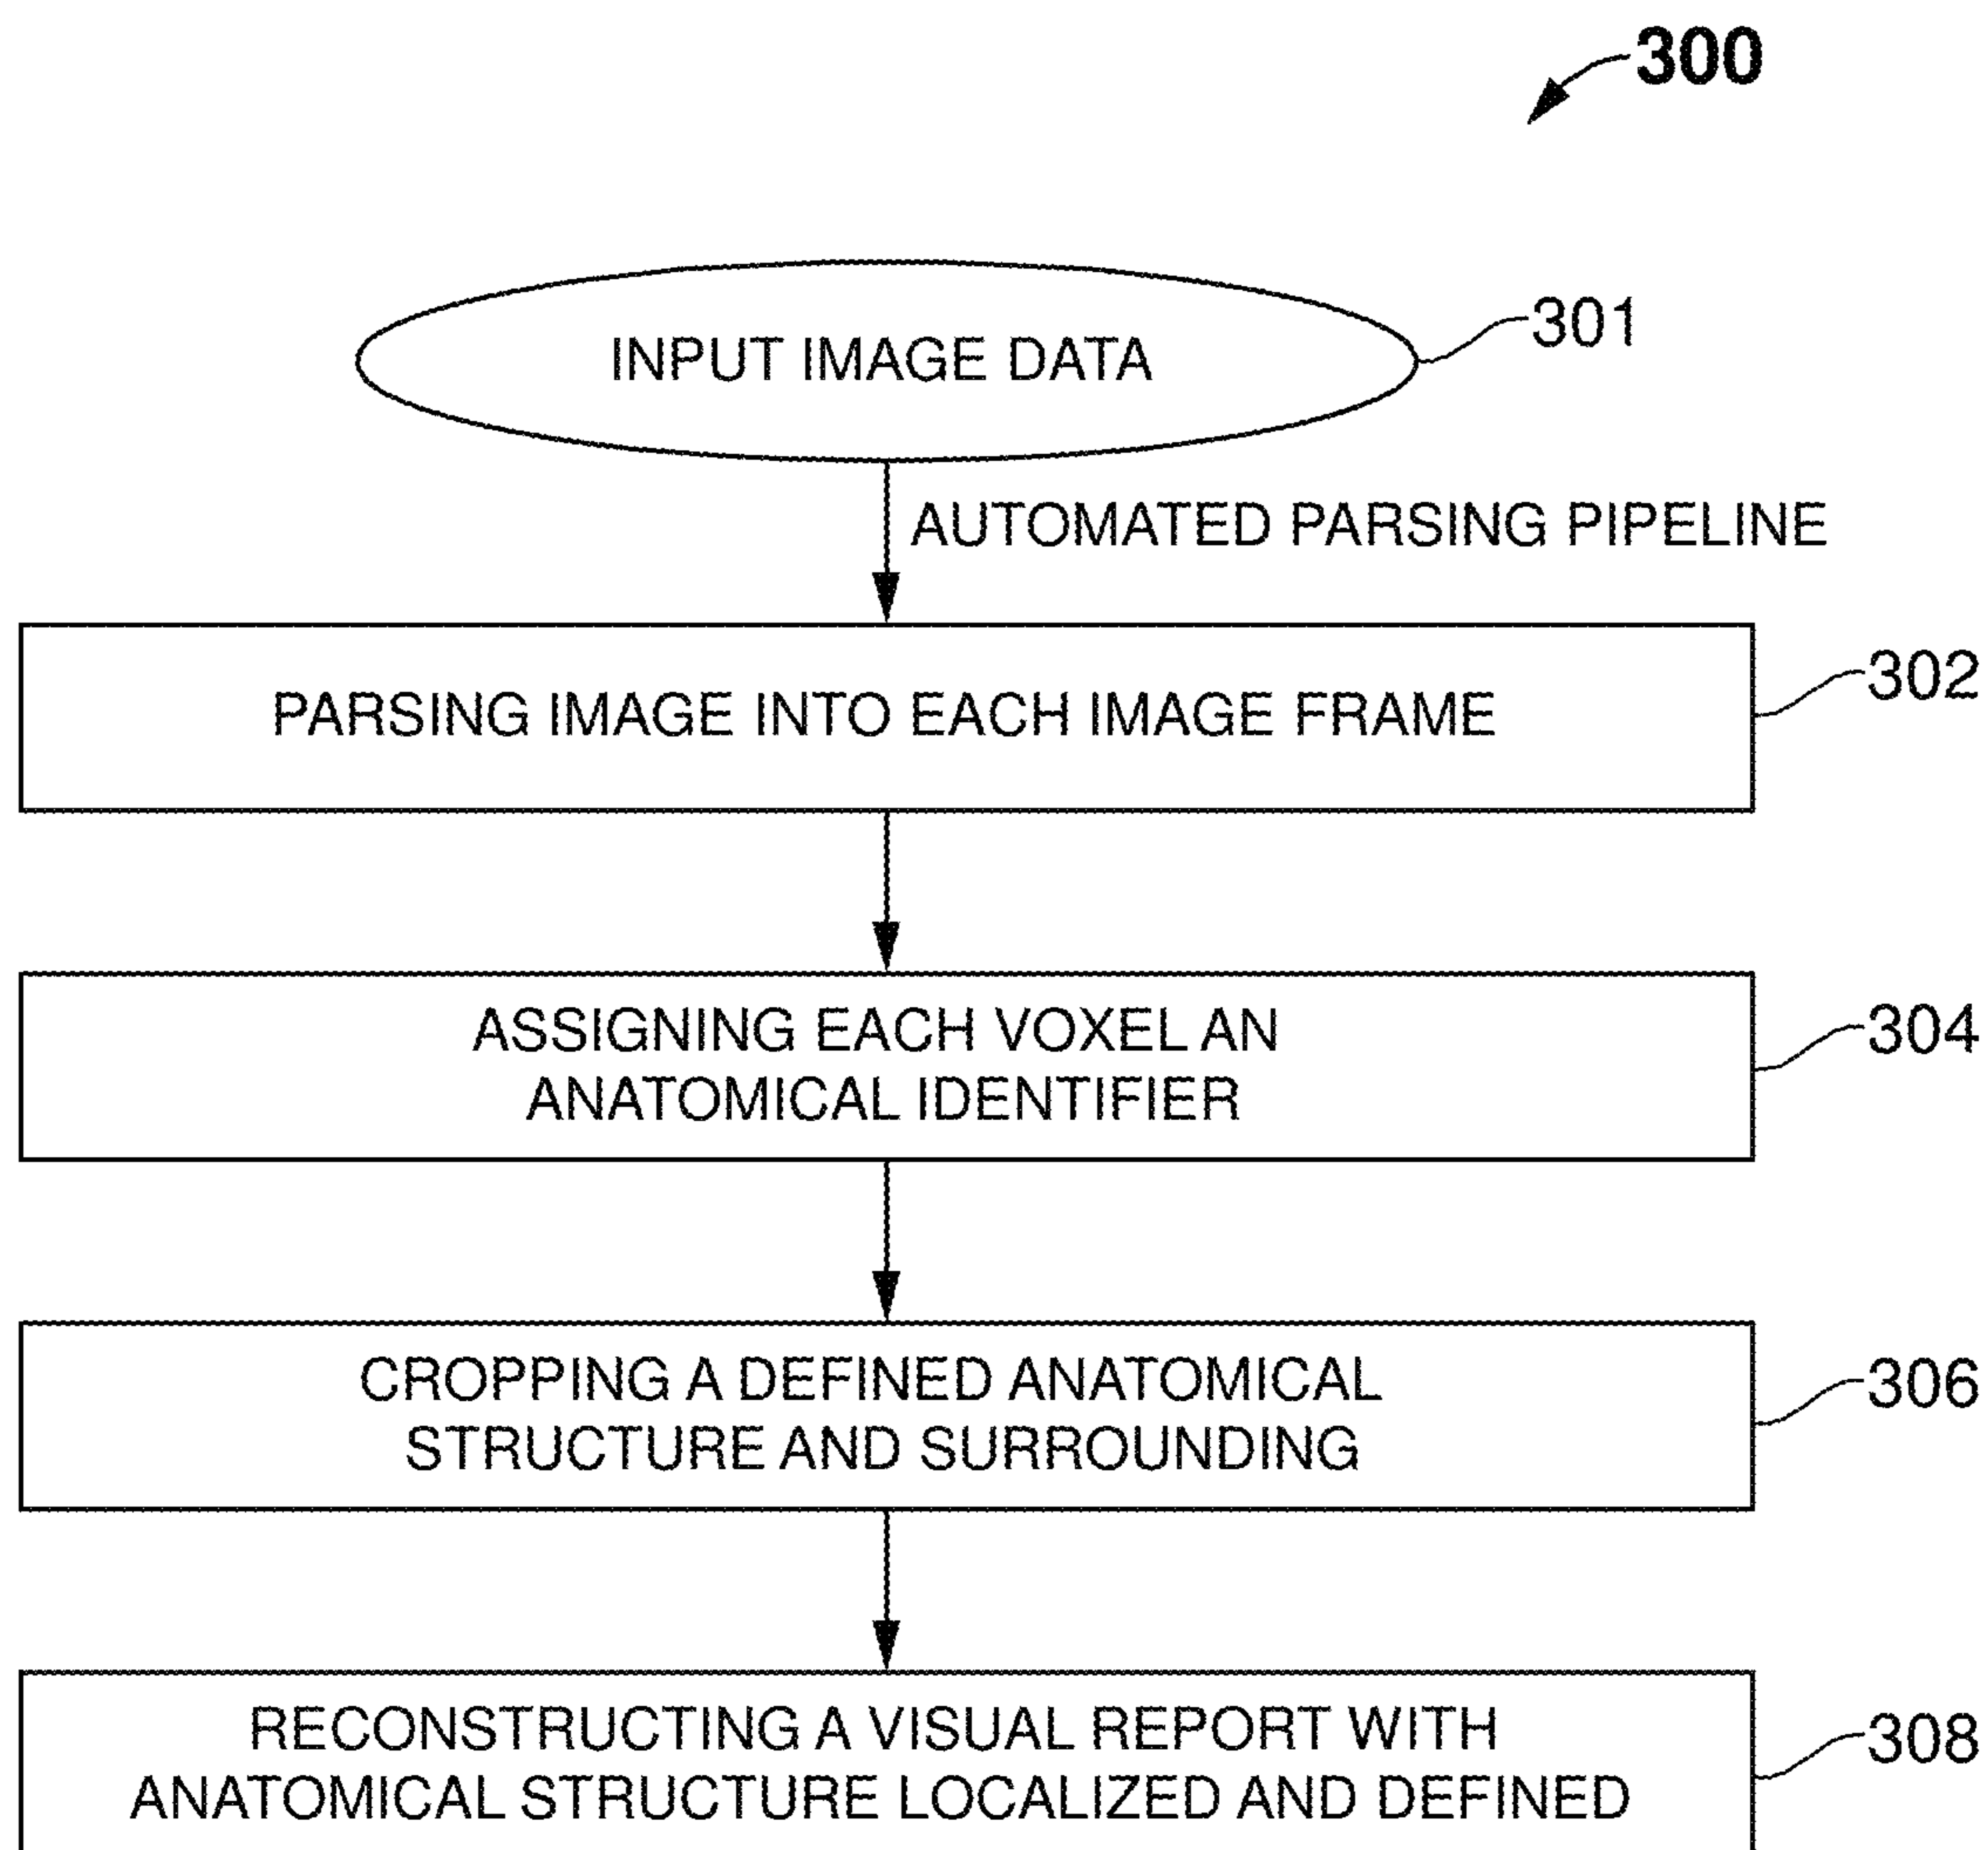 300
INPUT IMAGE DATA
301
AUTOMATED PARSING PIPELINE
PARSING IMAGE INTO EACH IMAGE FRAME
302
ASSIGNING EACH VOXEL AN
ANATOMICAL IDENTIFIER
304
CROPPING A DEFINED ANATOMICAL
STRUCTURE AND SURROUNDING
306
RECONSTRUCTING A VISUAL REPORT WITH
ANATOMICAL STRUCTURE LOCALIZED AND DEFINED
308